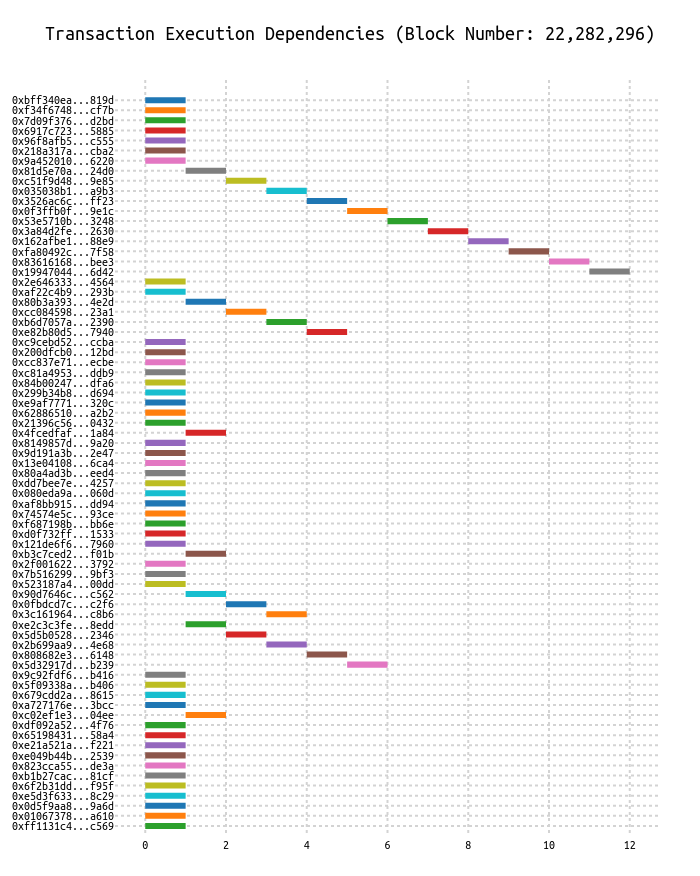 Transaction Execution Dependencies (Block Number: 22,282,296)
0xbff340ea...819d
0xf34f6748...cf7b
0x7d09f376...d2bd
0x6917c723...5885
0x96f8afb5...c555
0x218a317a...cba2
0x9a452010...6220
0x81d5e70a...24d0
0xc51f9d48...9e85
0x035038b1...a9b3
0x3526ac6c...ff23
0x0f3ffb0f...9e1c
0x53e5710b...3248
0x3a84d2fe...2630
0x162afbe1...88e9
0xfa80492c...7f58
0x83616168...bee3
0x19947044...6d42
0x2e646333...4564
0xaf22c4b9...293b
0x80b3a393...4e2d
0xcc084598...23a1
0xb6d7057a...2390
0xe82b80d5...7940
0xc9cebd52...ccba
0x200dfcb0...12bd
0xcc837e71...ecbe
0xc81a4953...ddb9
0x84b00247...dfa6
0x299b34b8...d694
0xe9af7771...320c
0x62886510...a2b2
0x21396c56...0432
0x4fcedfaf...1a84
0x8149857d...9a20
0x9d191a3b...2e47
0x13e04108...6ca4
0x80a4ad3b...eed4
0xdd7bee7e...4257
0x080eda9a...060d
0xaf8bb915...dd94
0x74574e5c...93ce
0xf687198b...bb6e
0xd0f732ff...1533
0x121de6f6...7960
0xb3c7ced2...f01b
0x2f001622...3792
0x7b516299...9bf3
0x523187a4...00dd
0x90d7646c...c562
0x0fbdcd7c...c2f6
0x3c161964...c8b6
0xe2c3c3fe...8edd
0x5d5b0528...2346
0x2b699aa9...4e68
0x808682e3...6148
0x5d32917d...b239
0x9c92fdf6...b416
0x5f09338a...b406
0x679cdd2a...8615
0xa727176e...3bcc
0xc02ef1e3...04ee
0xdf092a52...4f76
0x65198431...58a4
0xe21a521a...f221
0xe049b44b...2539
0x823cca55...de3a
0xb1b27cac...81cf
0x6f2b31dd...f95f
0xe5d3f633...8c29
0x0d5f9aa8...9a6d
0x01067378...a610
0xff1131c4...c569
0 2 4 6 8 10 12